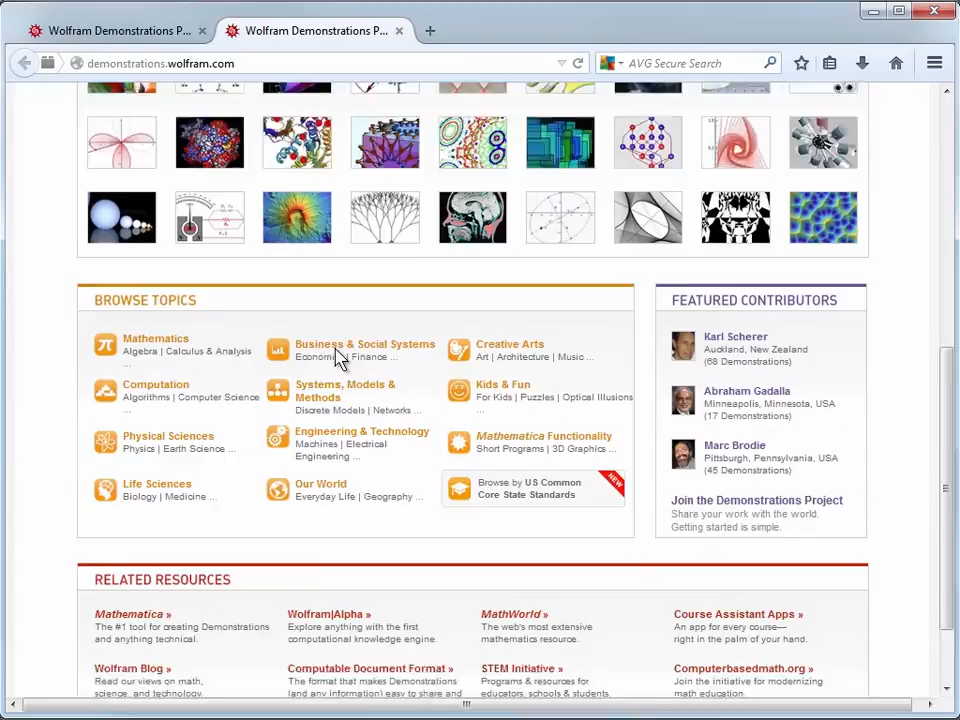 Wolfram Demonstrations P...
Wolfram Demonstrations P...
demonstrations.wolfram.com
AVG Secure Search
BROWSE TOPICS
Mathematics
Algebra | Calculus & Analysis
...
Business & Social Systems
Finance ...
Creative Arts
Art | Architecture | Music ...
Computation
Algorithms | Computer Science
...
Systems, Models &
Methods
Discrete Models | Networks ...
Kids & Fun
For Kids | Puzzles | Optical Illusions
...
Physical Sciences
Physics | Earth Science ...
Engineering & Technology
Machines | Electrical
Engineering ...
Mathematica Functionality
Short Programs | 3D Graphics ...
Life Sciences
Biology | Medicine ...
Our World
Everyday Life | Geography ...
Browse by US Common
Core State Standards
NEW
FEATURED CONTRIBUTORS
Karl Scherer
Auckland, New Zealand
(68 Demonstrations)
Abraham Gadalla
Minneapolis, Minnesota, USA
(17 Demonstrations)
Marc Brodie
Pittsburgh, Pennsylvania, USA
(45 Demonstrations)
Join the Demonstrations Project
Share your work with the world.
Getting started is simple.
RELATED RESOURCES
Mathematica »
The #1 tool for creating Demonstrations
and anything technical.
Wolfram|Alpha »
Explore anything with the first
computational knowledge engine.
MathWorld »
The web's most extensive
mathematics resource.
Course Assistant Apps »
An app for every course—
right in the palm of your hand.
Wolfram Blog »
Read our views on math,
science, and technology.
Computable Document Format »
The format that makes Demonstrations
(and any information) easy to share and
STEM Initiative »
Programs & resources for
educators, schools & students.
Computerbasedmath.org »
Join the initiative for modernizing
math education.